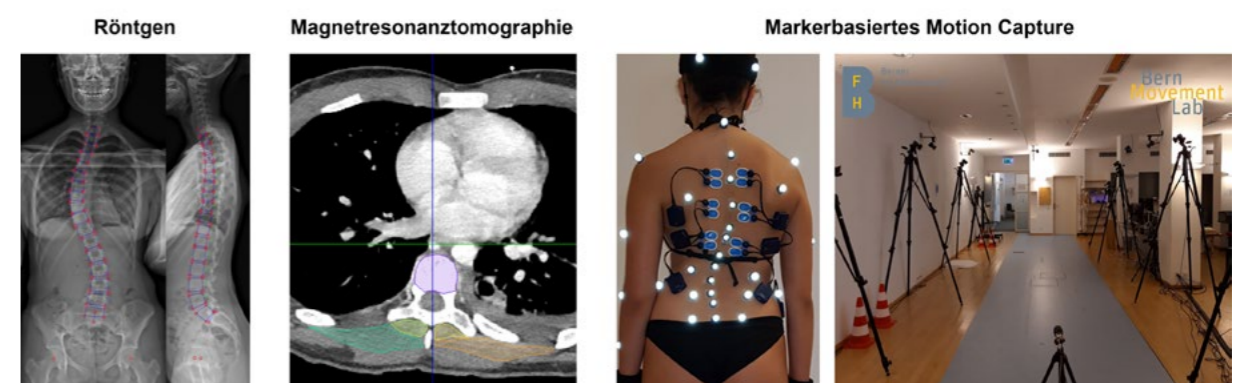 Röntgen
Magnetresonanztomographie
Markerbasiertes Motion Capture
B
F
H
Bern
Movement
Lab